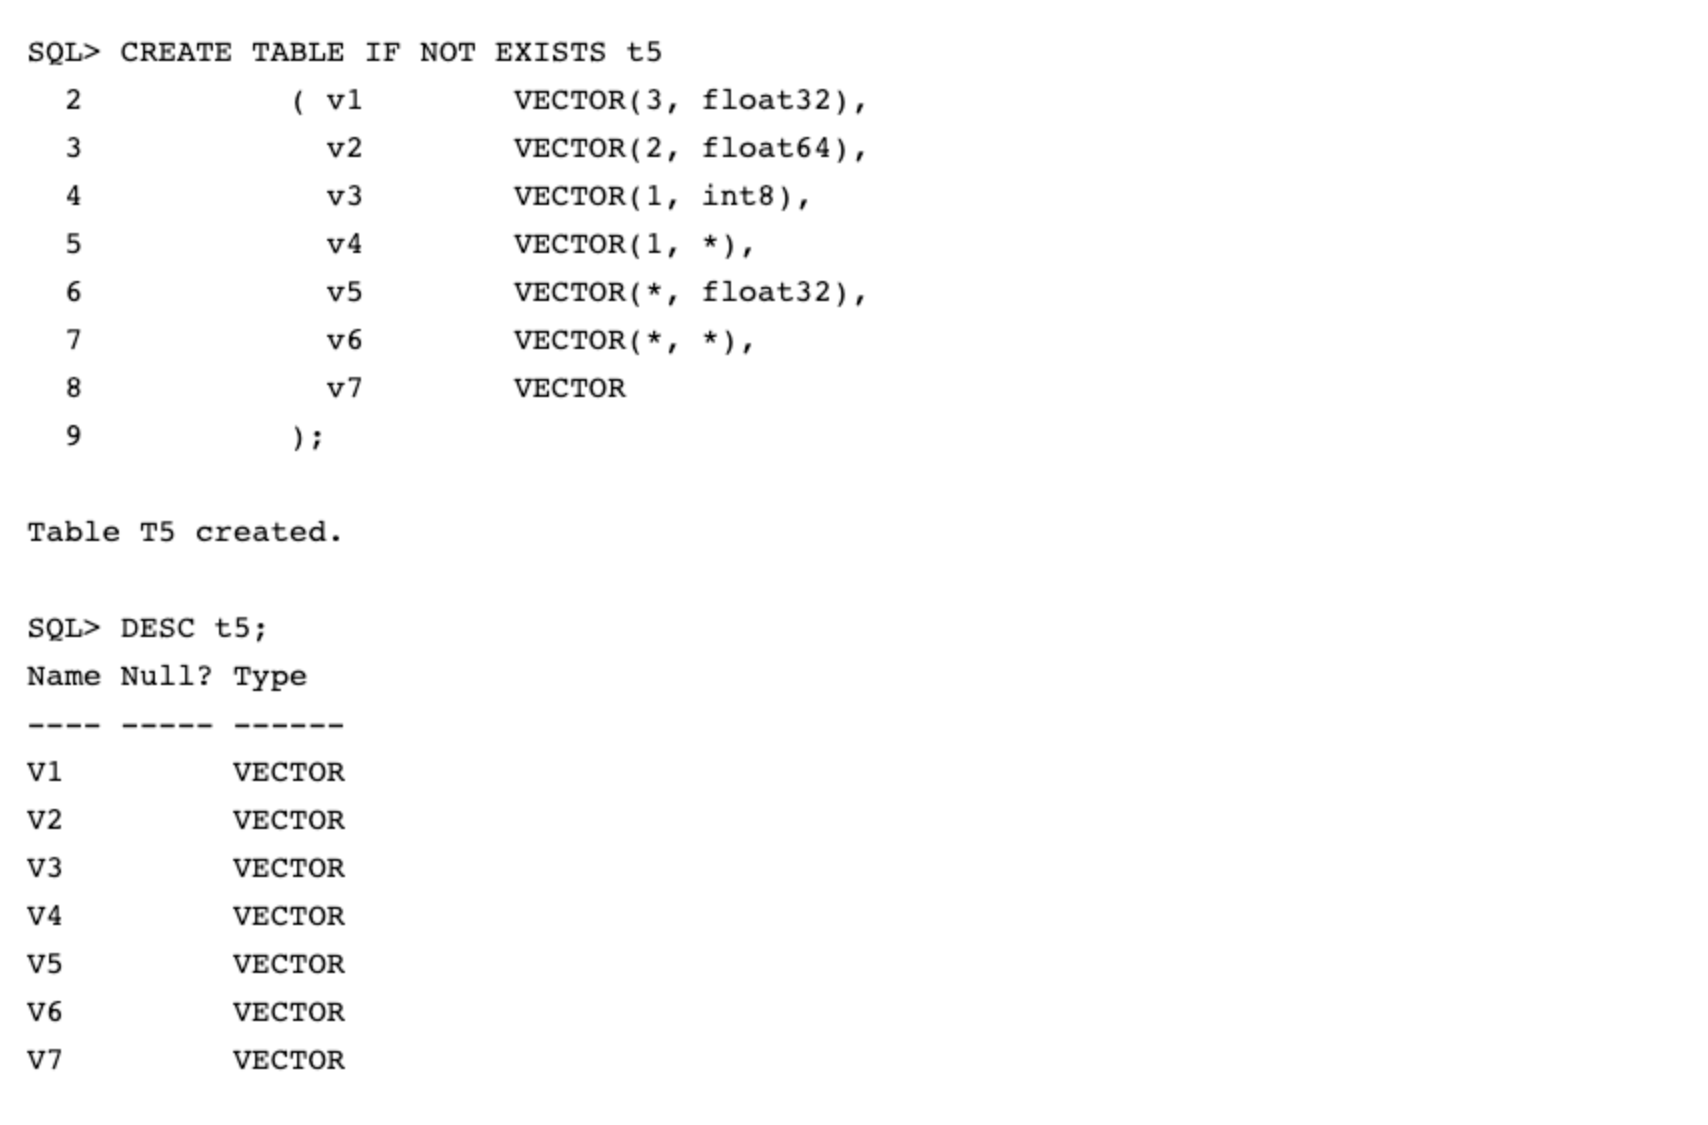 SQL> CREATE TABLE IF NOT EXISTS t5
  2           ( v1        VECTOR(3, float32),
  3             v2        VECTOR(2, float64),
  4             v3        VECTOR(1, int8),
  5             v4        VECTOR(1, *),
  6             v5        VECTOR(*, float32),
  7             v6        VECTOR(*, *),
  8             v7        VECTOR
  9           );
Table T5 created.
SQL> DESC t5;
Name Null? Type
---- ----- ------
V1         VECTOR
V2         VECTOR
V3         VECTOR
V4         VECTOR
V5         VECTOR
V6         VECTOR
V7         VECTOR